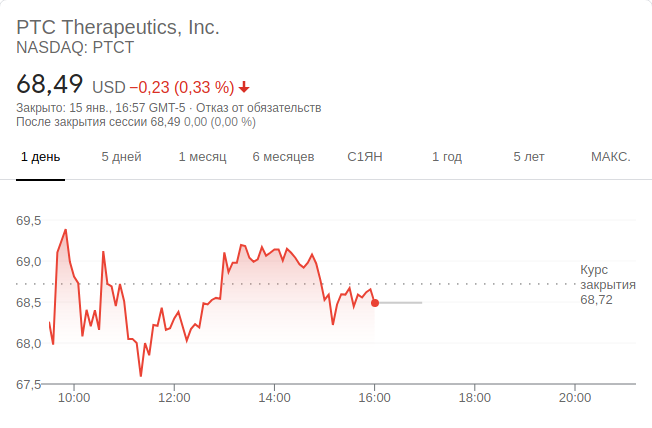 PTC Therapeutics, Inc.
NASDAQ: PTCT
68,49 USD −0,23 (0,33 %)
Закрыто: 15 янв., 16:57 GMT-5 · Отказ от обязательств
После закрытия сессии 68,49 0,00 (0,00 %)
1 день 5 дней 1 месяц 6 месяцев С1ЯН 1 год 5 лет МАКС.
69,5
69,0
Курс
закрытия
68,72
68,5
68,0
67,5
10:00 12:00 14:00 16:00 18:00 20:00